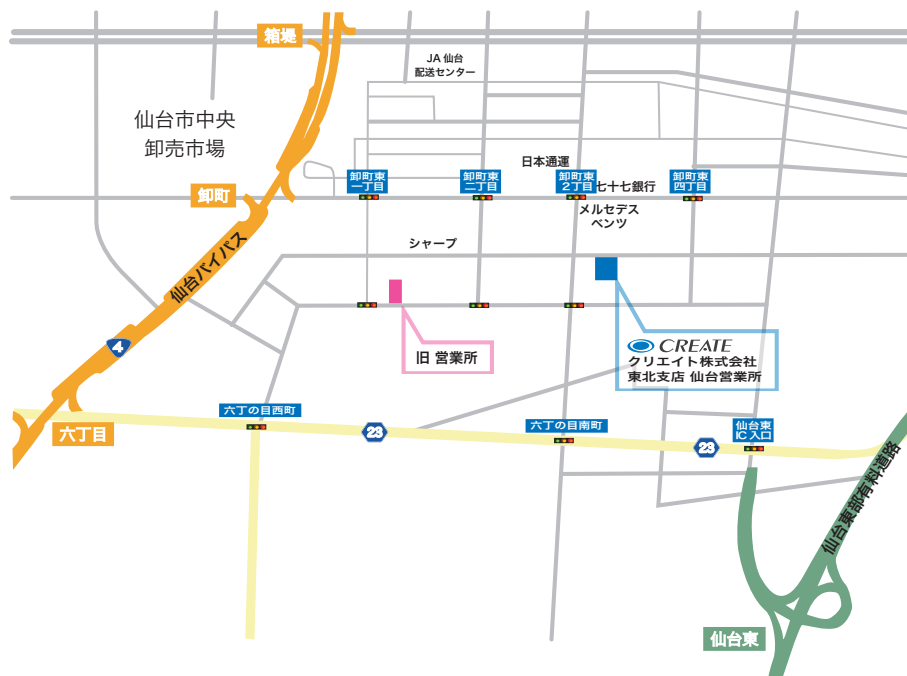 箱堤
JA 仙台
配送センター
仙台市中央
卸売市場
日本通運
卸町東
一丁目
卸町東
二丁目
卸町東
2丁目
七十七銀行
卸町東
四丁目
卸町
メルセデス
ベンツ
仙台バイパス
シャープ
4
CREATE
クリエイト株式会社
東北支店 仙台営業所
旧 営業所
六丁の目西町
六丁目
23
六丁の目南町
23
仙台東
IC 入口
仙台東部有料道路
仙台東